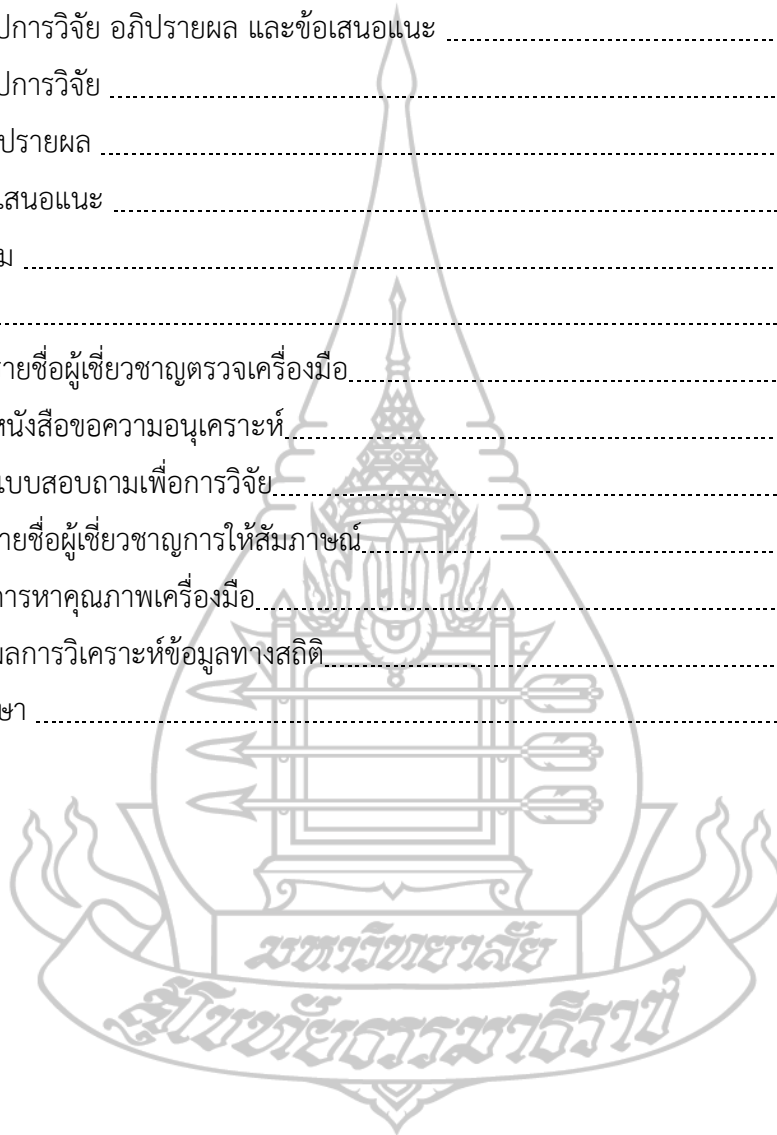 ปการวิจัย อภิปรายผล และข้อเสนอแนะ
ปการวิจัย
ปรายผล
เสนอแนะ
ม
รายชื่อผู้เชี่ยวชาญตรวจเครื่องมือ
หนังสือขอความอนุเคราะห์
แบบสอบถามเพื่อการวิจัย
รายชื่อผู้เชี่ยวชาญการให้สัมภาษณ์
การหาคุณภาพเครื่องมือ
ผลการวิเคราะห์ข้อมูลทางสถิติ
ษา
มหาวิทยาลัย
สุโขทัยธรรมาธิราช